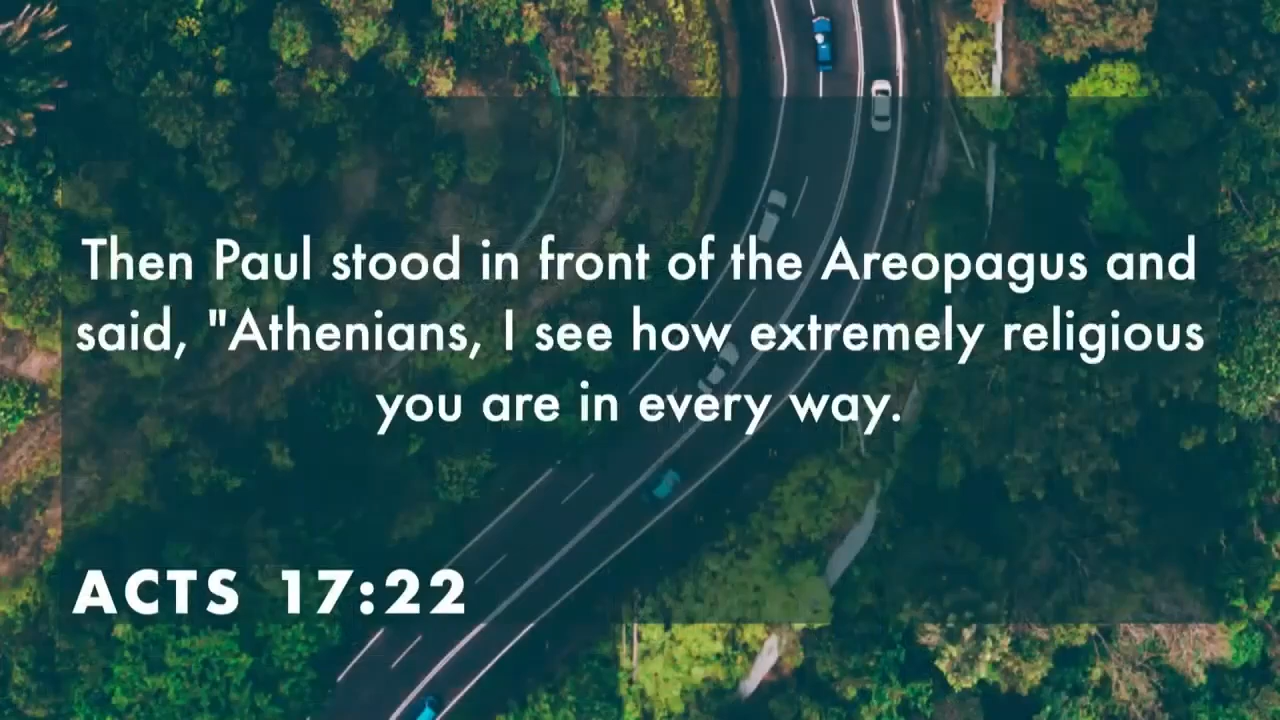 Then Paul stood in front of the Areopagus and
said, "Athenians, I see how extremely religious
you are in every way.
ACTS 17:22